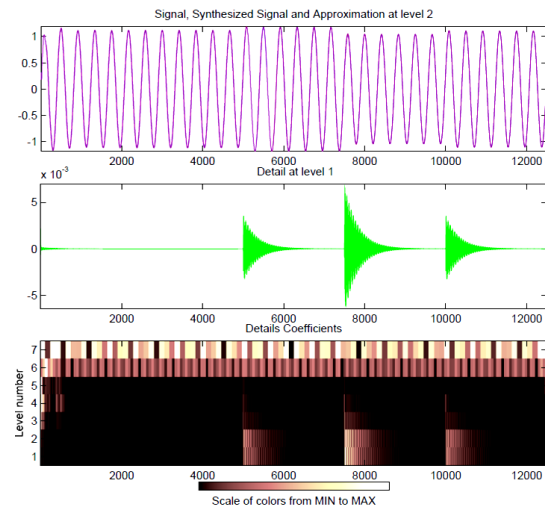 Signal, Synthesized Signal and Approximation at level 2
1
0.5
0
-0.5
-1
2000 4000 6000 8000 10000 12000
Detail at level 1
x 10^-3
5
0
-5
2000 4000 6000 8000 10000 12000
Details Coefficients
Level number
7
6
5
4
3
2
1
2000 4000 6000 8000 10000 12000
Scale of colors from MIN to MAX